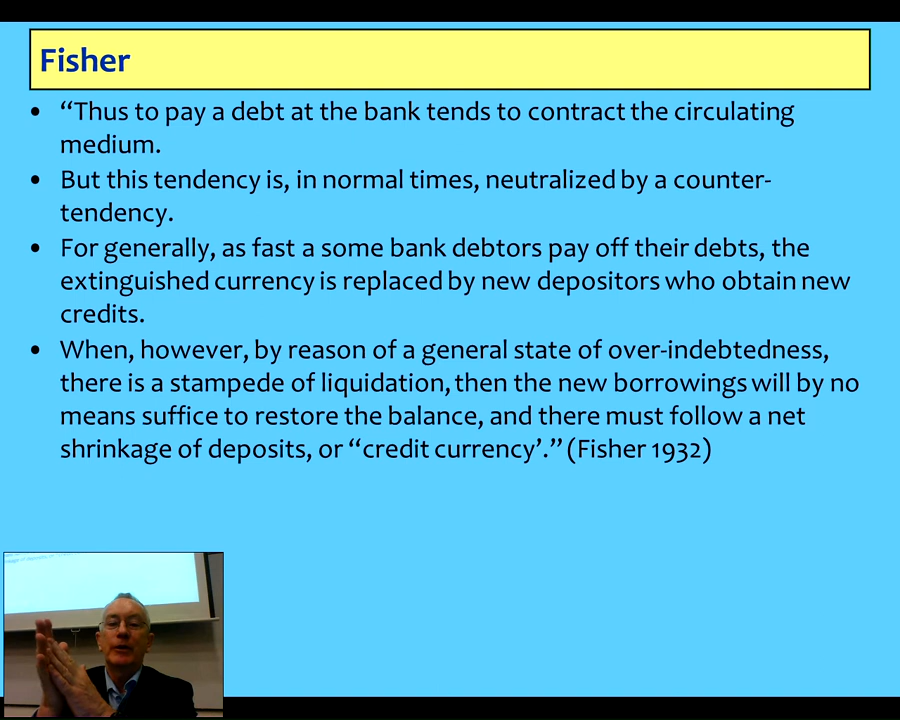 Fisher
• “Thus to pay a debt at the bank tends to contract the circulating
medium.
• But this tendency is, in normal times, neutralized by a counter-
tendency.
• For generally, as fast a some bank debtors pay off their debts, the
extinguished currency is replaced by new depositors who obtain new
credits.
• When, however, by reason of a general state of over-indebtedness,
there is a stampede of liquidation, then the new borrowings will by no
means suffice to restore the balance, and there must follow a net
shrinkage of deposits, or “credit currency’.” (Fisher 1932)